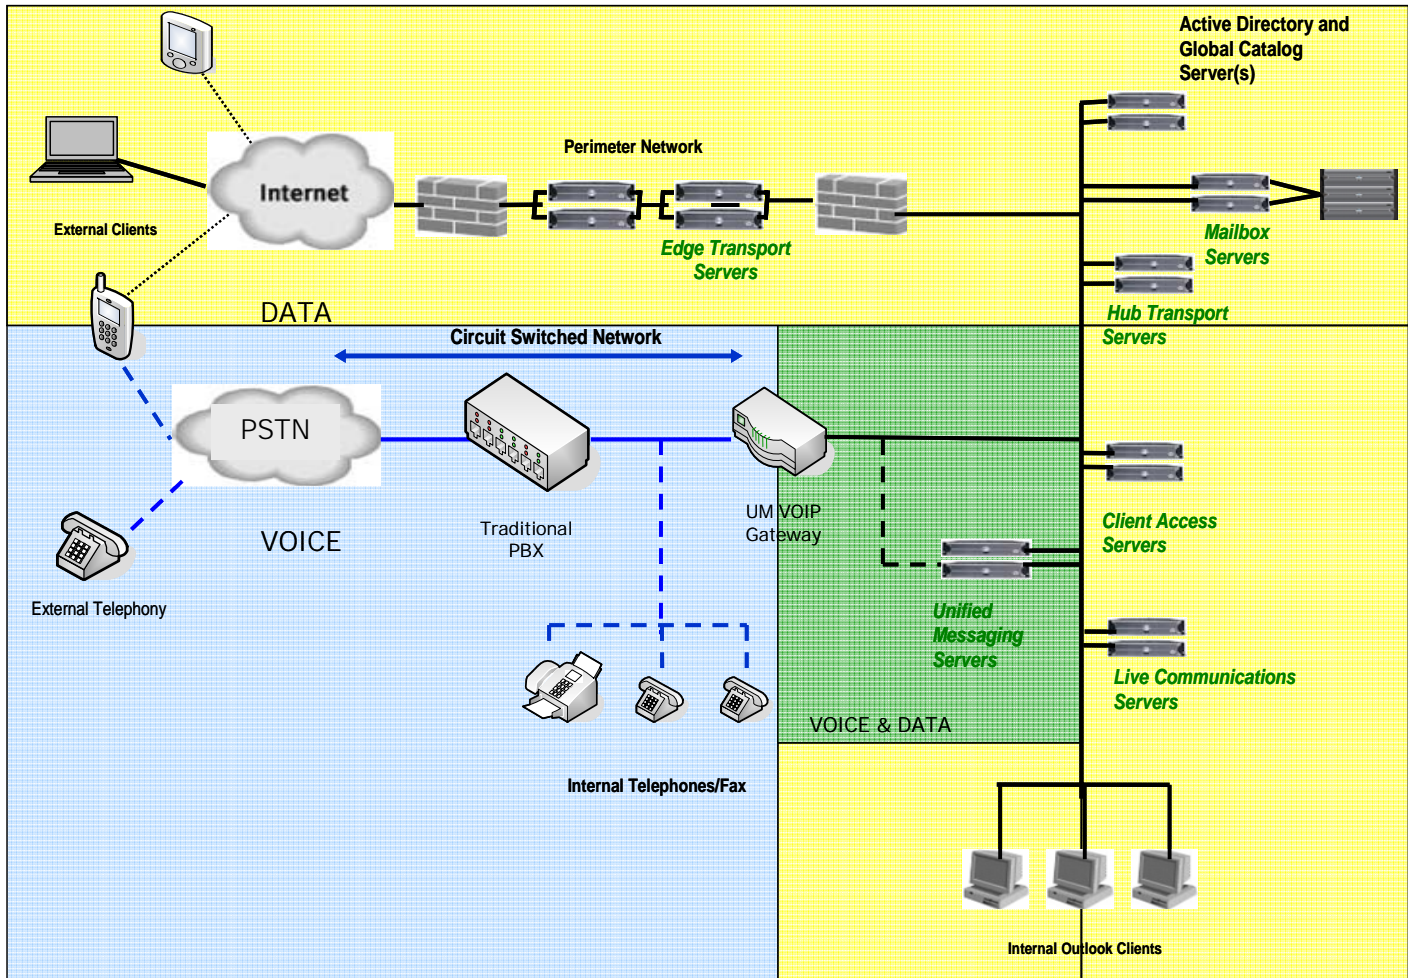 Active Directory and
Global Catalog
Server(s)
Perimeter Network
Internet
External Clients
Edge Transport
Servers
Mailbox
Servers
DATA
Hub Transport
Servers
Circuit Switched Network
PSTN
VOICE
Traditional
PBX
UM VOIP
Gateway
Client Access
Servers
External Telephony
Unified
Messaging
Servers
Live Communications
Servers
VOICE & DATA
Internal Telephones/Fax
Internal Outlook Clients